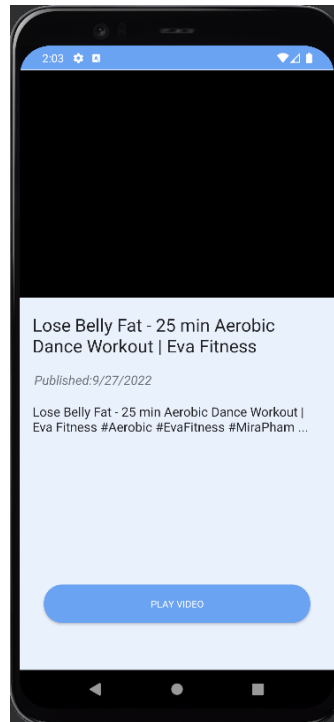 2:03
Lose Belly Fat - 25 min Aerobic
Dance Workout | Eva Fitness
Published:9/27/2022
Lose Belly Fat - 25 min Aerobic Dance Workout |
Eva Fitness #Aerobic #EvaFitness #MiraPham ...
PLAY VIDEO